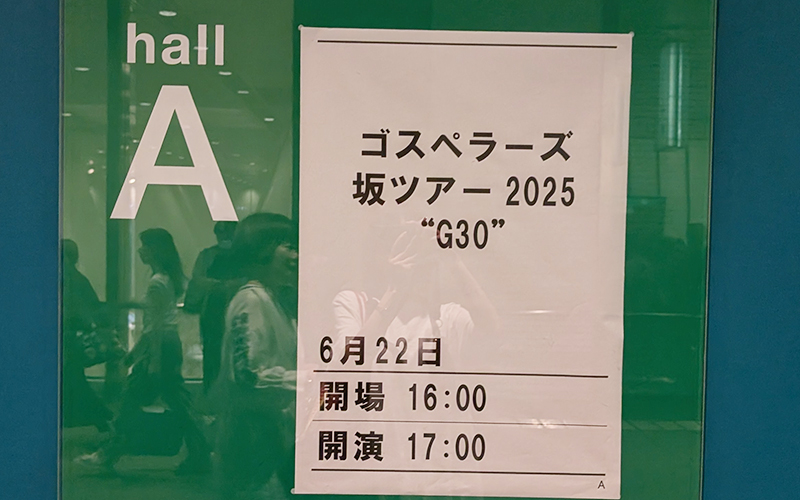 hall
A
ゴスペラーズ
坂ツアー 2025
“G30”
6月22日
開場 16:00
開演 17:00
A